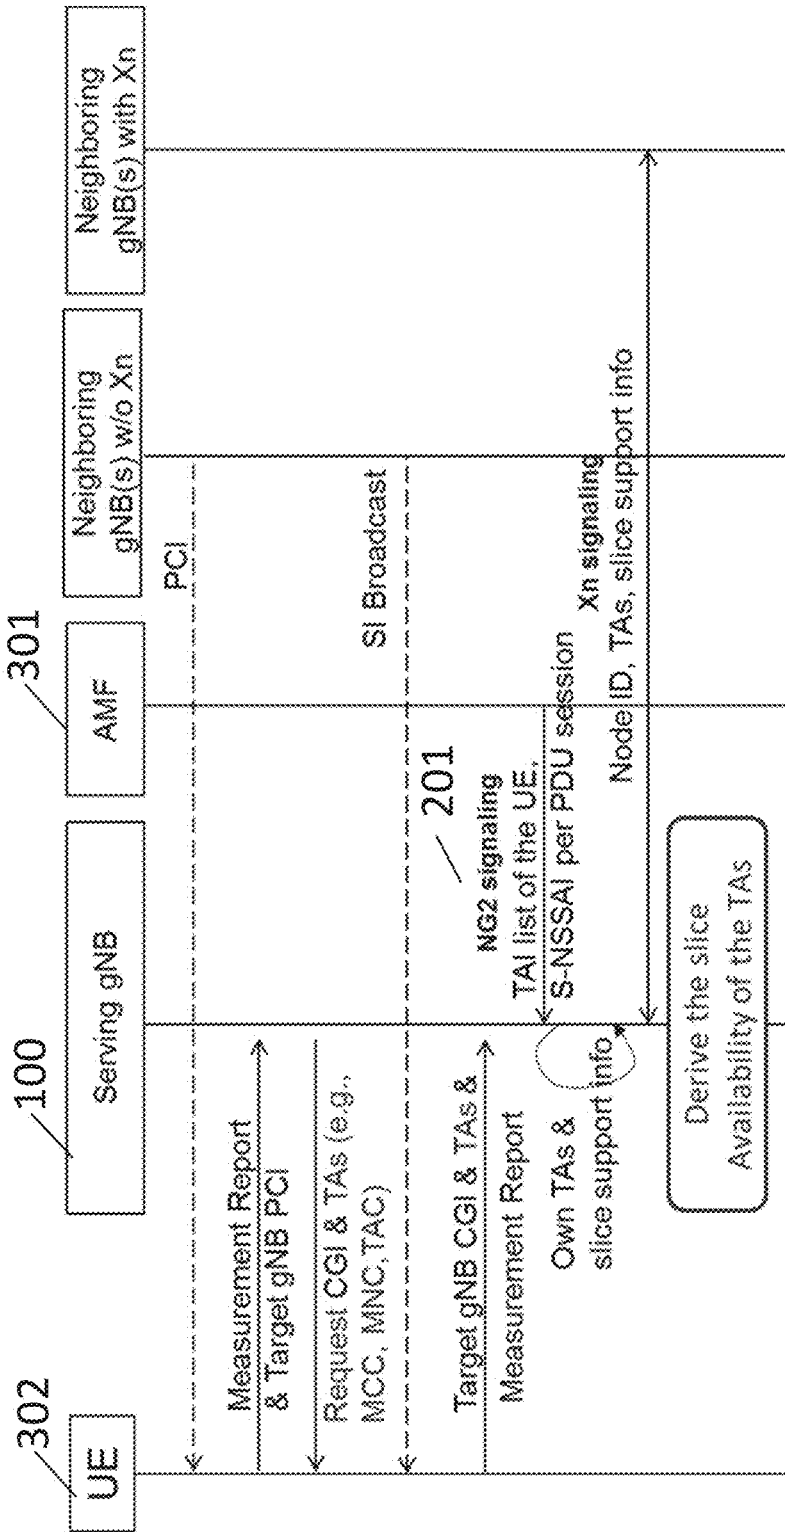 302
UE
100
Serving gNB
301
AMF
Neighboring
gNB(s) w/o Xn
Neighboring
gNB(s) with Xn
PCI
Measurement Report
& Target gNB PCI
Request CGI & TAs (e.g.,
MCC, MNC,TAC)
SI Broadcast
Target gNB CGI & TAs &
Measurement Report
201
NG2 signaling
TAI list of the UE,
S-NSSAI per PDU session
Own TAs &
slice support info
Xn signaling
Node ID, TAs, slice support info
Derive the slice
Availability of the TAs